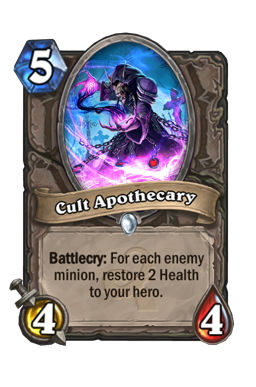 5
Cult Apothecary
Battlecry: For each enemy
minion, restore 2 Health
to your hero.
4
4